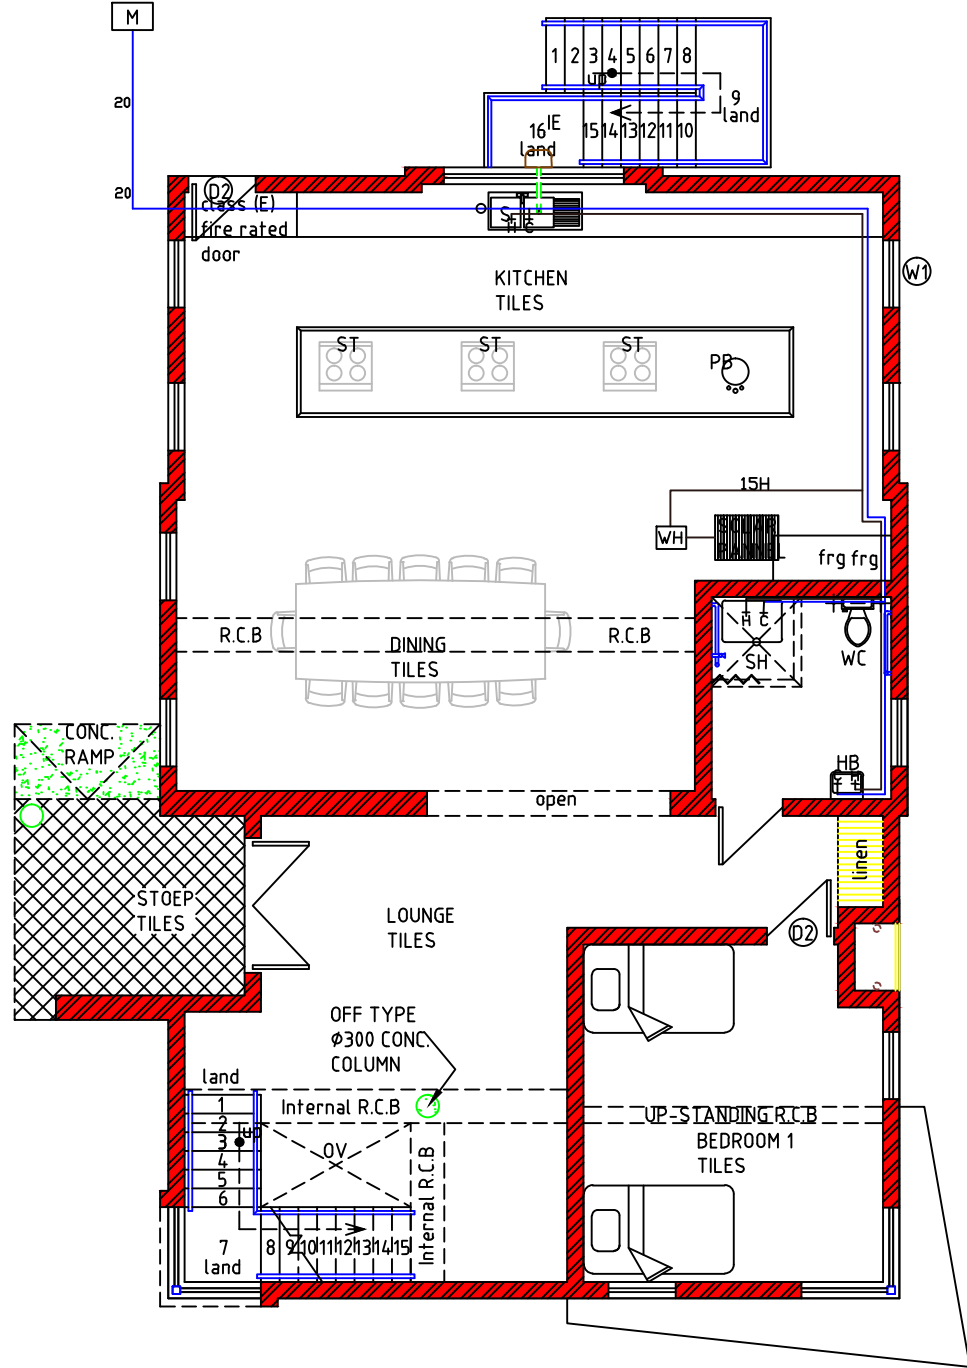 M
1 2 3 4 5 6 7 8
up
20
9
land
16
IE
15 14 13 12 11 10
land
20
D2
class (E)
fire rated
door
S
H C
W1
KITCHEN
TILES
ST
ST
ST
PB
15H
WH
SOLAR
PANNEL
frg frg
R.C.B
DINING
TILES
R.C.B
H C
SH
WC
CONC.
RAMP
HB
C H
open
linen
STOEP
TILES
LOUNGE
TILES
D2
OFF TYPE
Ø300 CONC.
COLUMN
land
1
Internal R.C.B
UP-STANDING R.C.B
2
up
3
BEDROOM 1
TILES
OV
4
5
6
Internal R.C.B
7
land
8 9 10 11 12 13 14 15